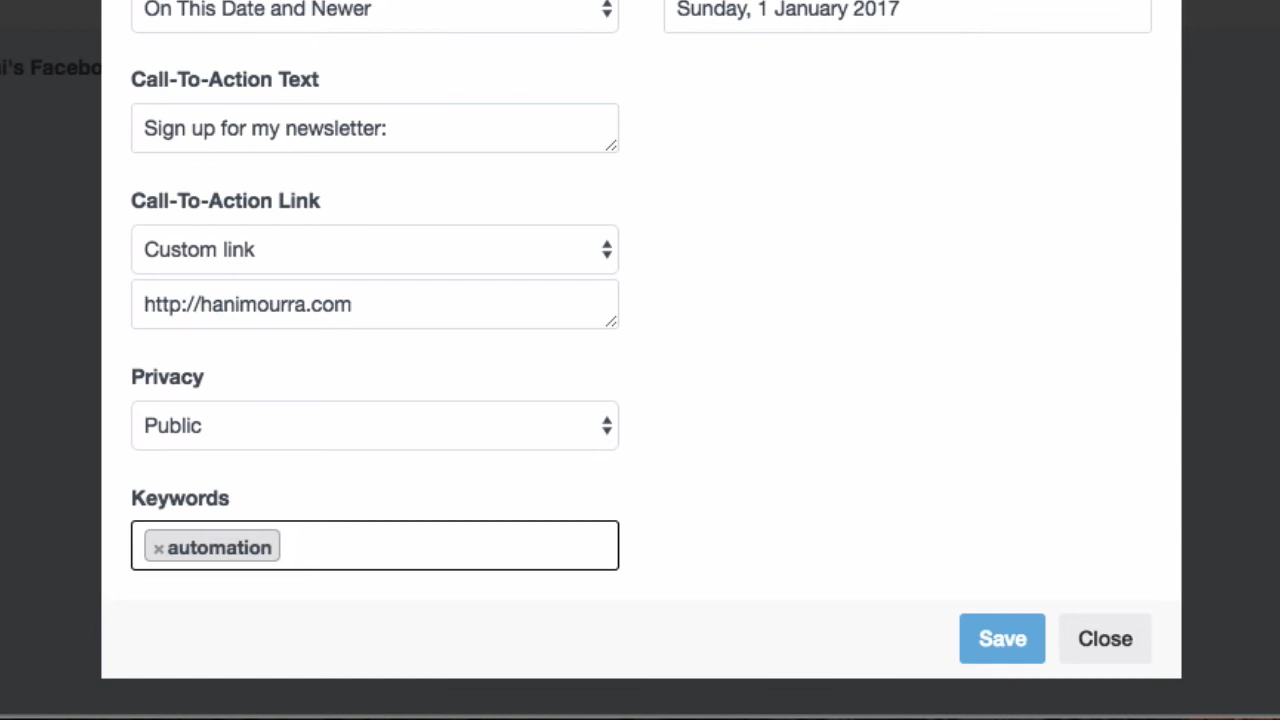 On This Date and Newer
Sunday, 1 January 2017
i's Facebo
Call-To-Action Text
Sign up for my newsletter:
Call-To-Action Link
Custom link
http://hanimourra.com
Privacy
Public
Keywords
×automation
Save
Close